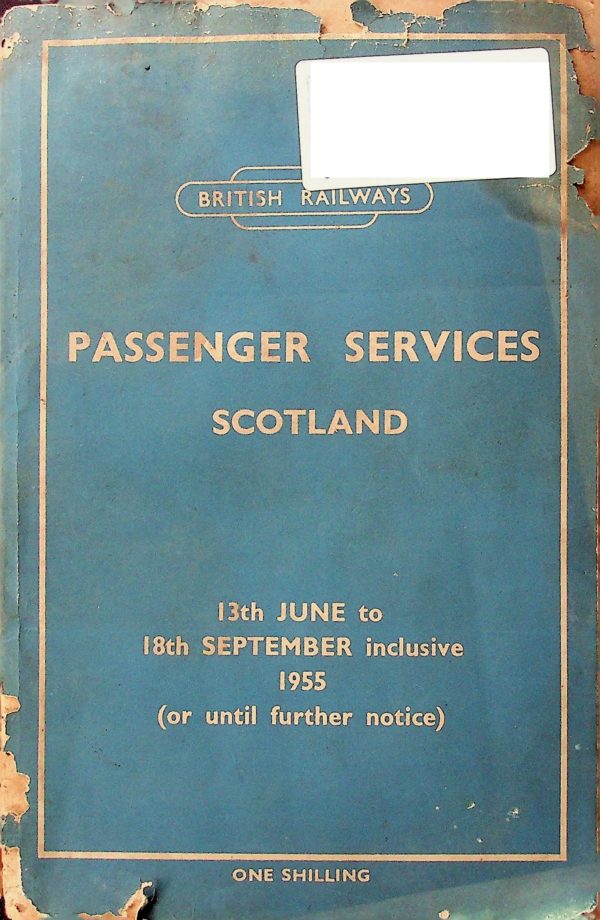 BRITISH RAILWAYS
PASSENGER SERVICES
SCOTLAND
13th JUNE to
18th SEPTEMBER inclusive
1955
(or until further notice)
ONE SHILLING